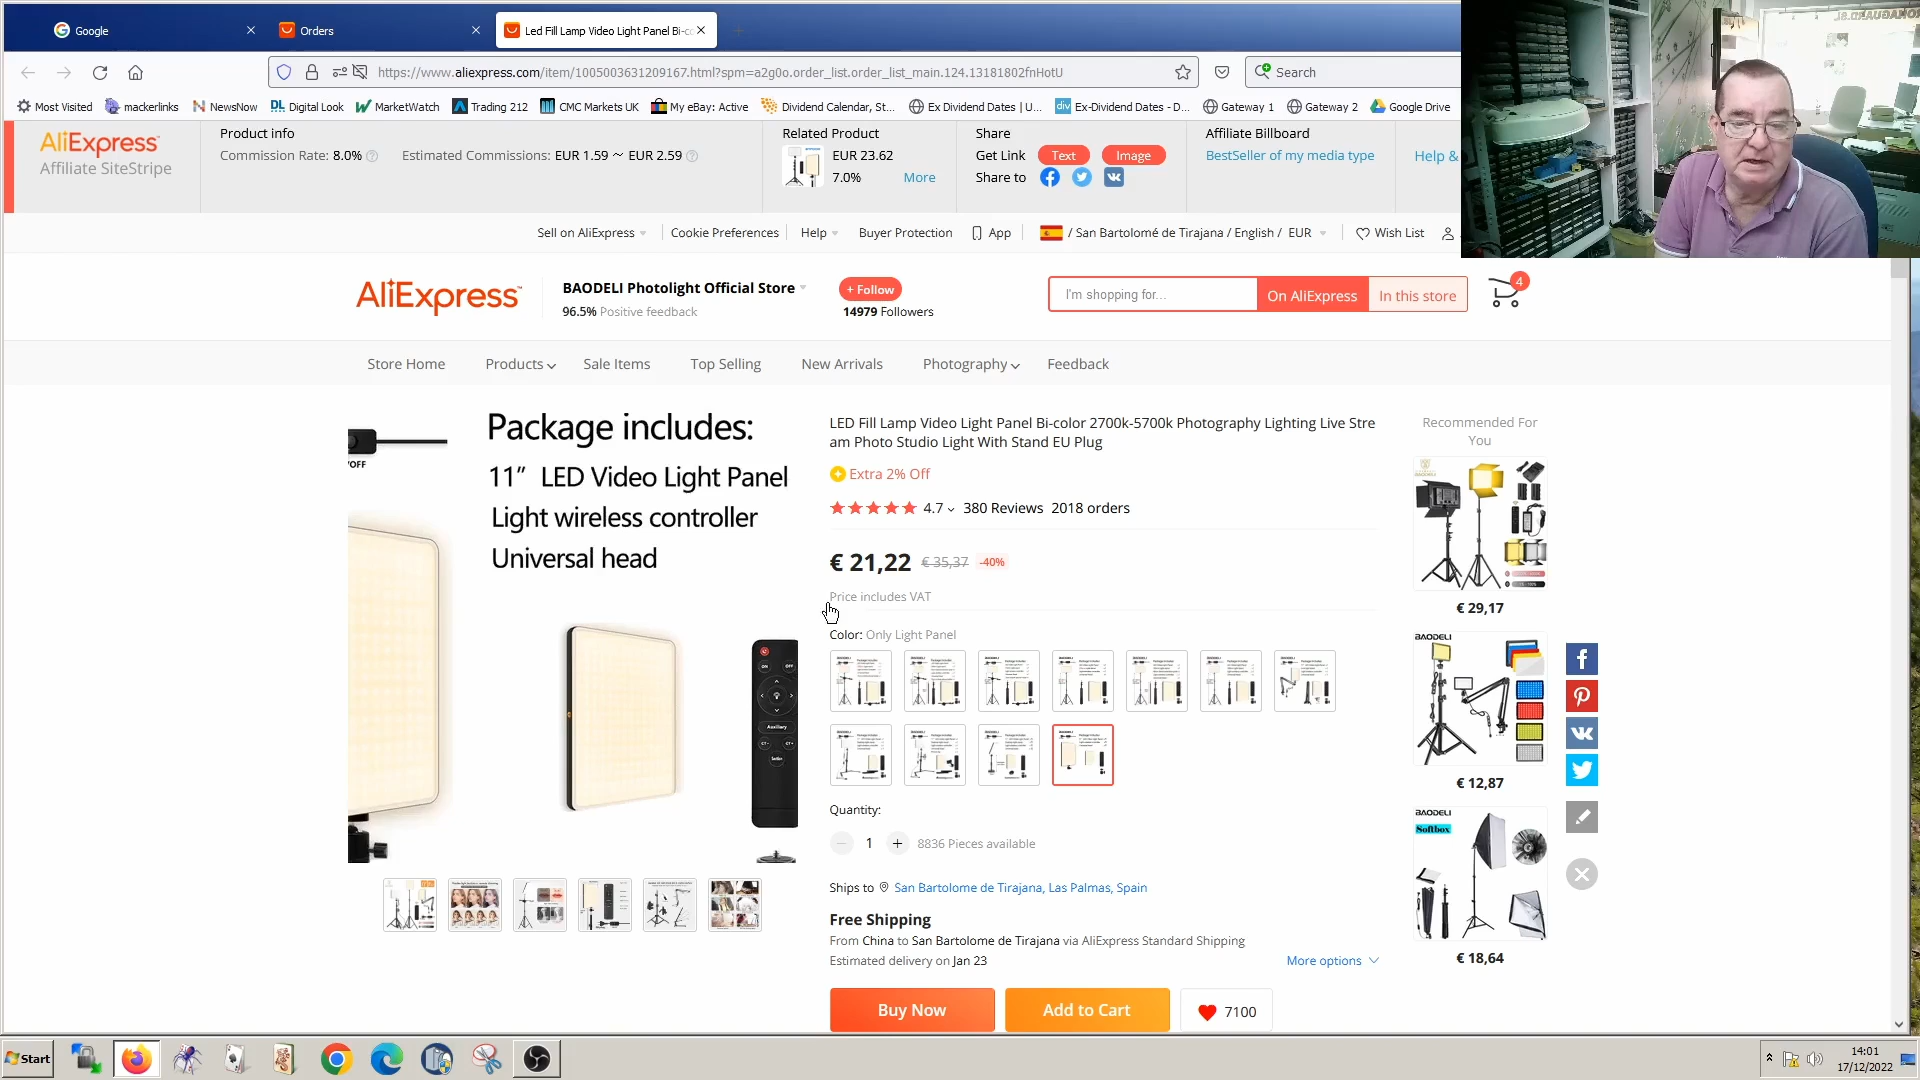 Google
Orders
Led Fill Lamp Video Light Panel Bi-co
https://www.aliexpress.com/item/1005003631209167.html?spm=a2g0o.order_list.order_list_main.124.13181802fnHotU
Search
Most Visited
mackerlinks
NewsNow
Digital Look
MarketWatch
Trading 212
CMC Markets UK
My eBay: Active
Dividend Calendar, St...
Ex Dividend Dates | U...
Ex-Dividend Dates - D...
Gateway 1
Gateway 2
Google Drive
AliExpress
Affiliate SiteStripe
Product info
Commission Rate: 8.0%
Estimated Commissions: EUR 1.59 ~ EUR 2.59
Related Product
EUR 23.62
7.0%
More
Share
Get Link Text Image
Share to
Affiliate Billboard
BestSeller of my media type
Help &
Sell on AliExpress
Cookie Preferences
Help
Buyer Protection
App
/ San Bartolomé de Tirajana / English / EUR
Wish List
AliExpress
BAODELI Photolight Official Store
96.5% Positive feedback
+ Follow
14979 Followers
I'm shopping for...
On AliExpress
In this store
4
Store Home
Products
Sale Items
Top Selling
New Arrivals
Photography
Feedback
Package includes:
11” LED Video Light Panel
Light wireless controller
Universal head
/OFF
ON
OFF
Auxiliary
LED Fill Lamp Video Light Panel Bi-color 2700k-5700k Photography Lighting Live Stre
am Photo Studio Light With Stand EU Plug
Extra 2% Off
4.7
380 Reviews
2018 orders
€ 21,22
€ 35,37
-40%
Price includes VAT
Color: Only Light Panel
Quantity:
1
8836 Pieces available
Ships to
San Bartolome de Tirajana, Las Palmas, Spain
Free Shipping
From China to San Bartolome de Tirajana via AliExpress Standard Shipping
Estimated delivery on Jan 23
More options
Buy Now
Add to Cart
7100
Recommended For
You
€ 29,17
BAODELI
€ 12,87
BAODELI
Softbox
€ 18,64
Start
14:01
17/12/2022